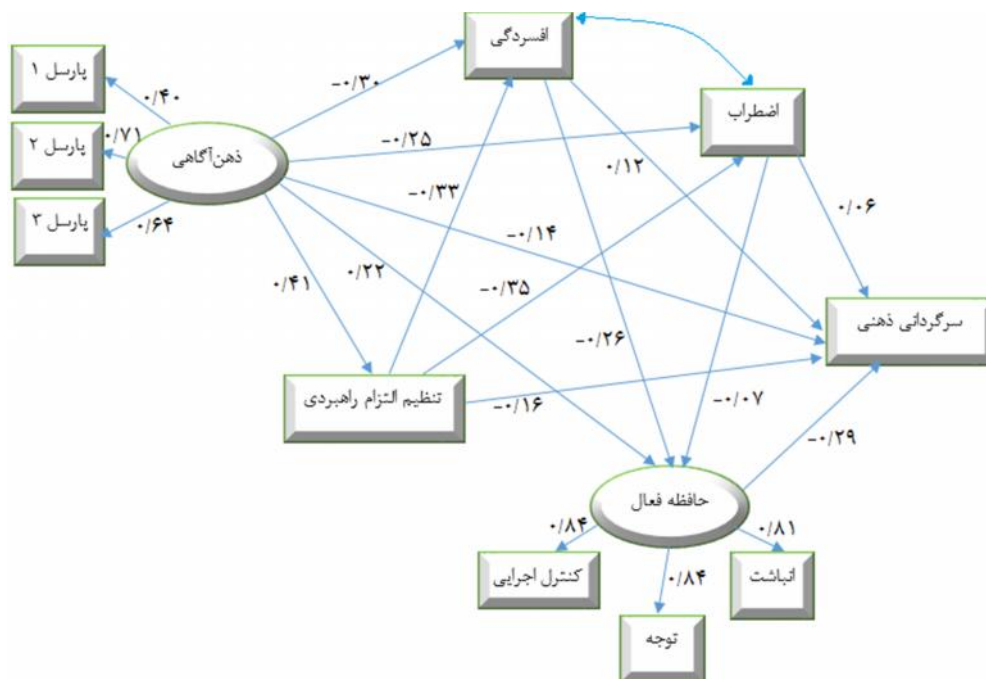 افسردگی
پارسل ۱
۰/۴۰
-۰/۳۰
اضطراب
پارسل ۲
۰/۷۱
ذهن‌آگاهی
-۰/۲۵
-۰/۳۳
۰/۱۲
پارسل ۳
۰/۶۴
-۰/۱۴
۰/۰۶
۰/۴۱
۰/۲۲
-۰/۳۵
سرگردانی ذهنی
-۰/۲۶
تنظیم التزام راهبردی
-۰/۱۶
-۰/۰۷
-۰/۲۹
حافظه فعال
۰/۸۴
۰/۸۱
کنترل اجرایی
۰/۸۴
انباشت
توجه